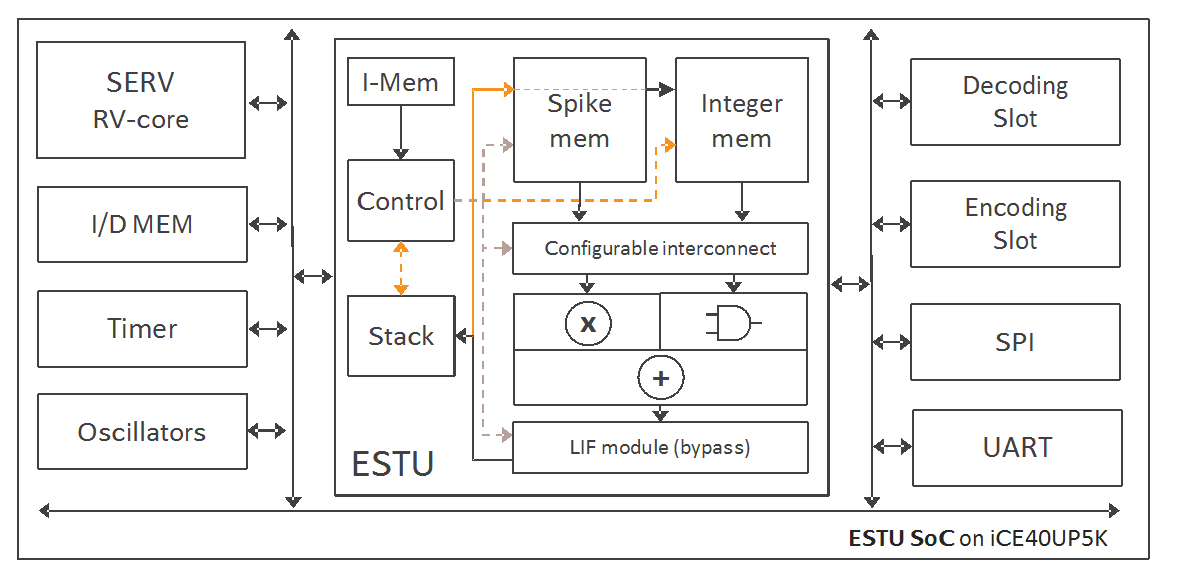 SERV
RV-core
I/D MEM
Timer
Oscillators
I-Mem
Control
Stack
ESTU
Spike
mem
Integer
mem
Configurable interconnect
x
+
LIF module (bypass)
Decoding
Slot
Encoding
Slot
SPI
UART
ESTU SoC on iCE40UP5K